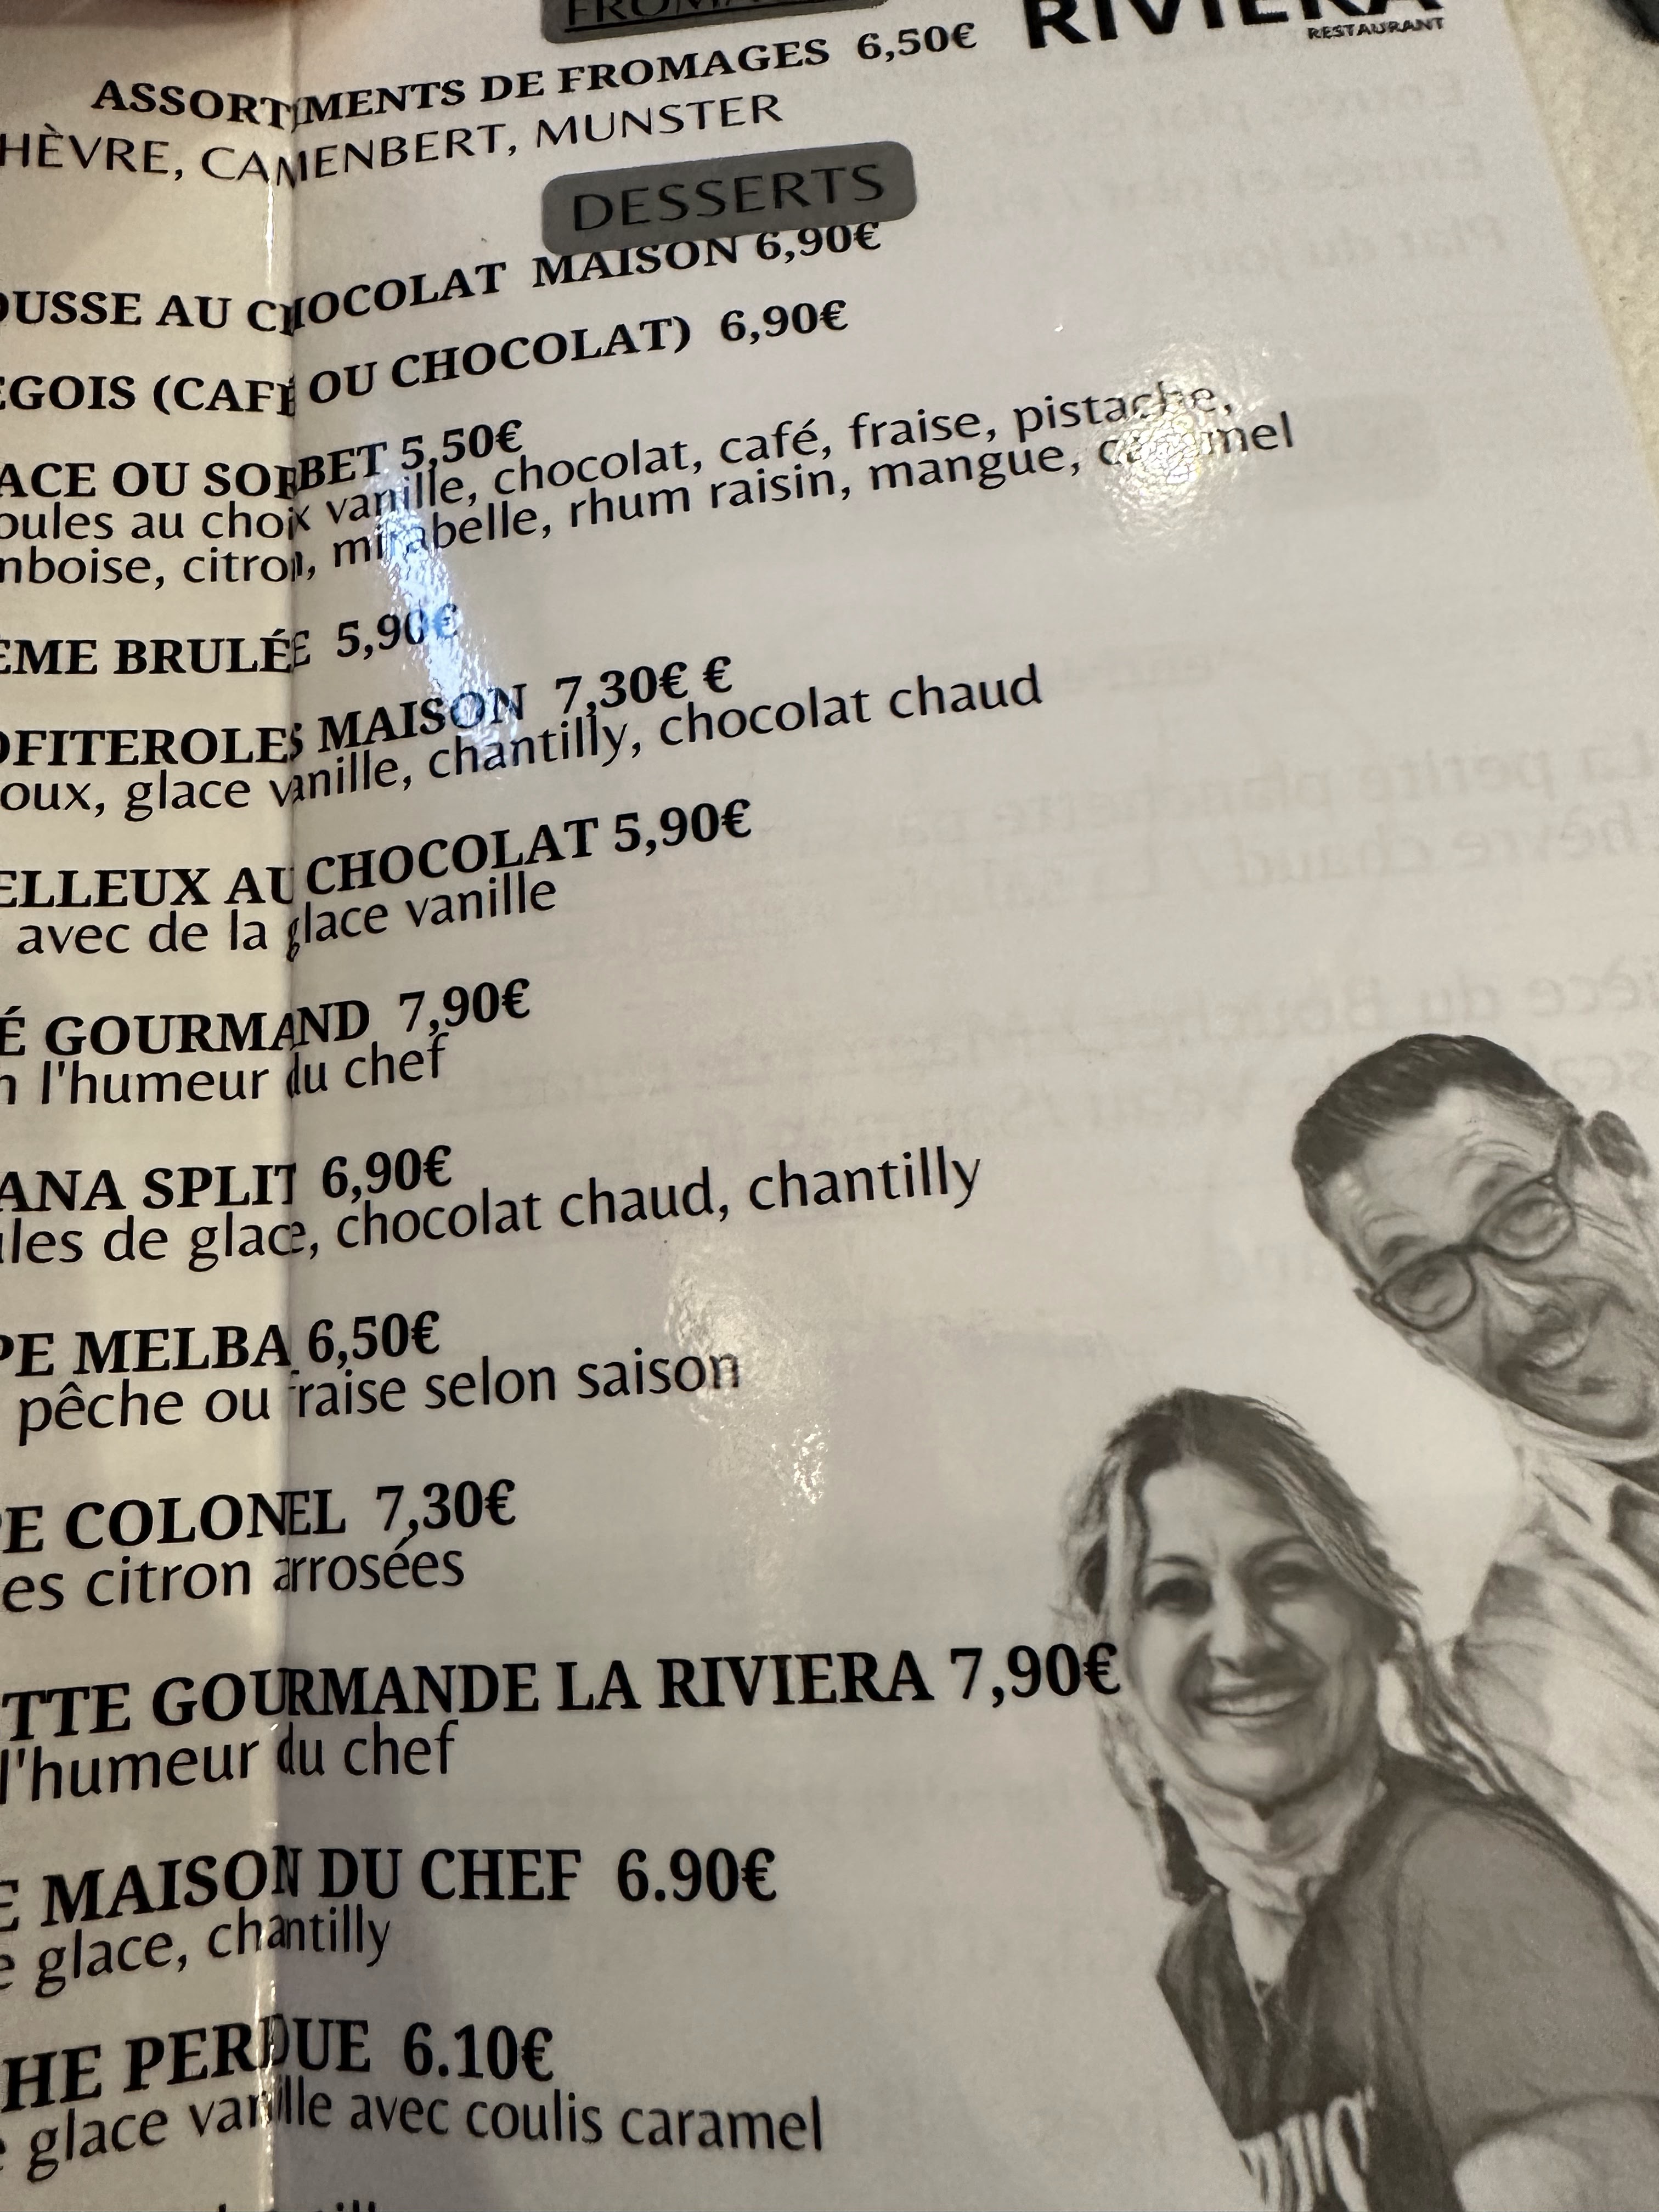 RIVIERA
RESTAURANT
ASSORTIMENTS DE FROMAGES 6,50€
HÈVRE, CAMENBERT, MUNSTER
DESSERTS
OUSSE AU CHOCOLAT MAISON 6,90€
EGOIS (CAFÉ OU CHOCOLAT) 6,90€
ACE OU SORBET 5,50€
oules au choix vanille, chocolat, café, fraise, pistache,
mboise, citron, mirabelle, rhum raisin, mangue, caramel
ÈME BRULÉE 5,90€
OFITEROLES MAISON 7,30€ €
oux, glace vanille, chantilly, chocolat chaud
ELLEUX AU CHOCOLAT 5,90€
avec de la glace vanille
É GOURMAND 7,90€
n l'humeur du chef
ANA SPLIT 6,90€
ules de glace, chocolat chaud, chantilly
PE MELBA 6,50€
pêche ou fraise selon saison
PE COLONEL 7,30€
es citron arrosées
TTE GOURMANDE LA RIVIERA 7,90€
l'humeur du chef
E MAISON DU CHEF 6.90€
e glace, chantilly
HE PERDUE 6.10€
e glace vanille avec coulis caramel